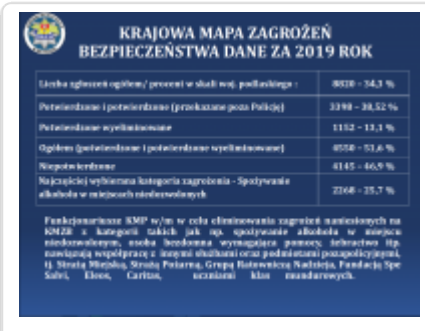 KRAJOWA MAPA ZAGROŻEŃ
BEZPIECZEŃSTWA DANE ZA 2019 ROK
Liczba zgłoszeń ogółem/ procent w skali woj. podlaskiego : 8820 - 34,3 %
Potwierdzone i potwierdzone (przekazane poza Policję) 3398 - 38,52 %
Potwierdzone wyeliminowane 1152 - 13,1 %
Ogółem (potwierdzone i potwierdzone wyeliminowane) 4550 - 51,6 %
Niepotwierdzone 4145 - 46,9 %
Najczęściej wybierana kategoria zagrożenia - Spożywanie
alkoholu w miejscach niedozwolonych 2268 - 25,7 %
Funkcjonariusze KMP w/m w celu eliminowania zagrożeń naniesionych na
KMZB z kategorii takich jak np. spożywanie alkoholu w miejscu
niedozwolonym, osoba bezdomna wymagająca pomocy, żebractwo itp.
nawiązują współpracę z innymi służbami oraz podmiotami pozapolicyjnymi,
tj. Strażą Miejską, Strażą Pożarną, Grupą Ratowniczą Nadzieja, Fundacją Spe
Salvi, Eleos, Caritas, uczniami klas mundurowych.